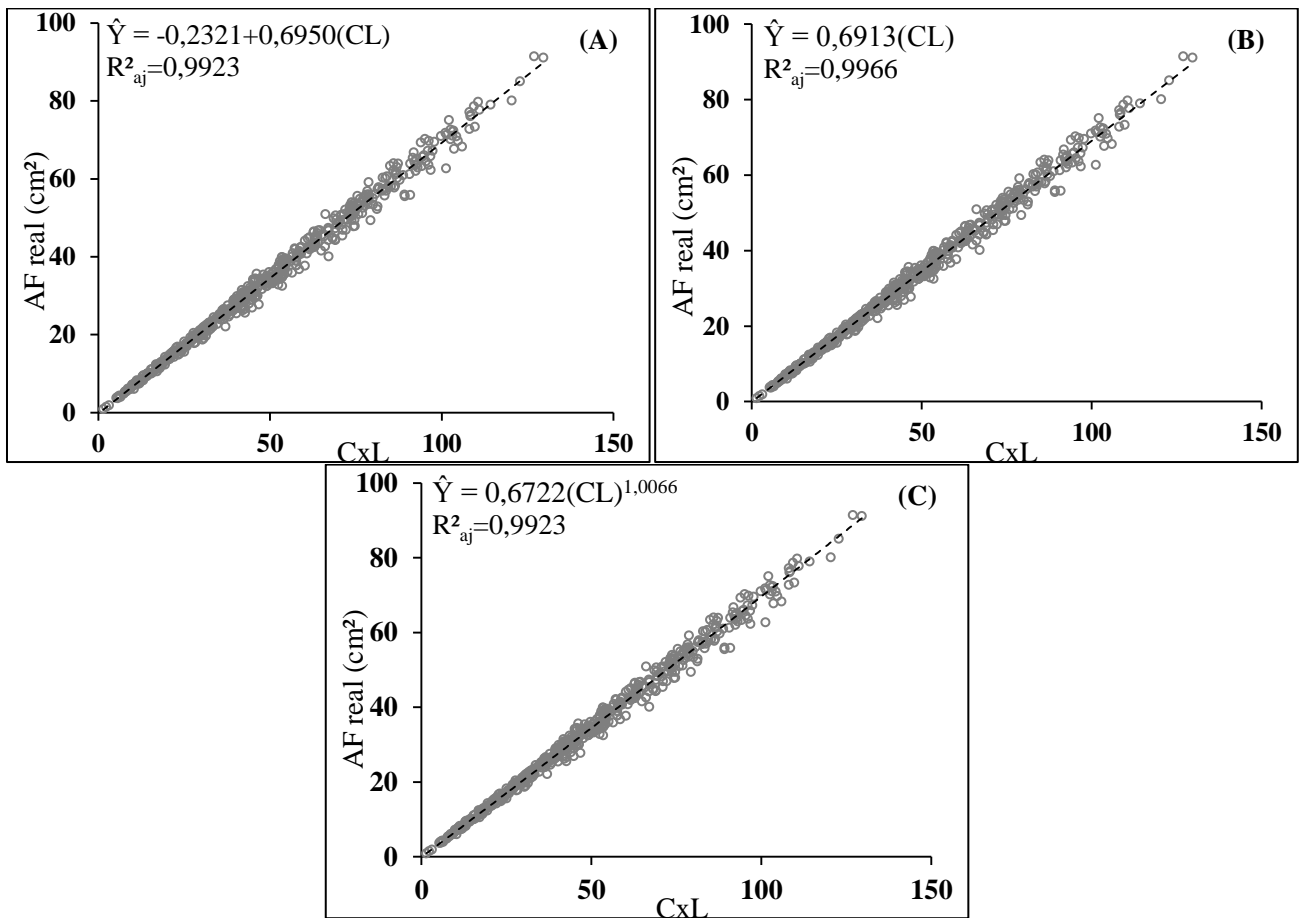 Ŷ = -0,2321+0,6950(CL)
R²aj=0,9923
(A)
100
80
60
40
20
0
AF real (cm²)
0 50 100 150
CxL
Ŷ = 0,6913(CL)
R²aj=0,9966
(B)
100
80
60
40
20
0
AF real (cm²)
0 50 100 150
CxL
Ŷ = 0,6722(CL)1,0066
R²aj=0,9923
(C)
100
80
60
40
20
0
AF real (cm²)
0 50 100 150
CxL